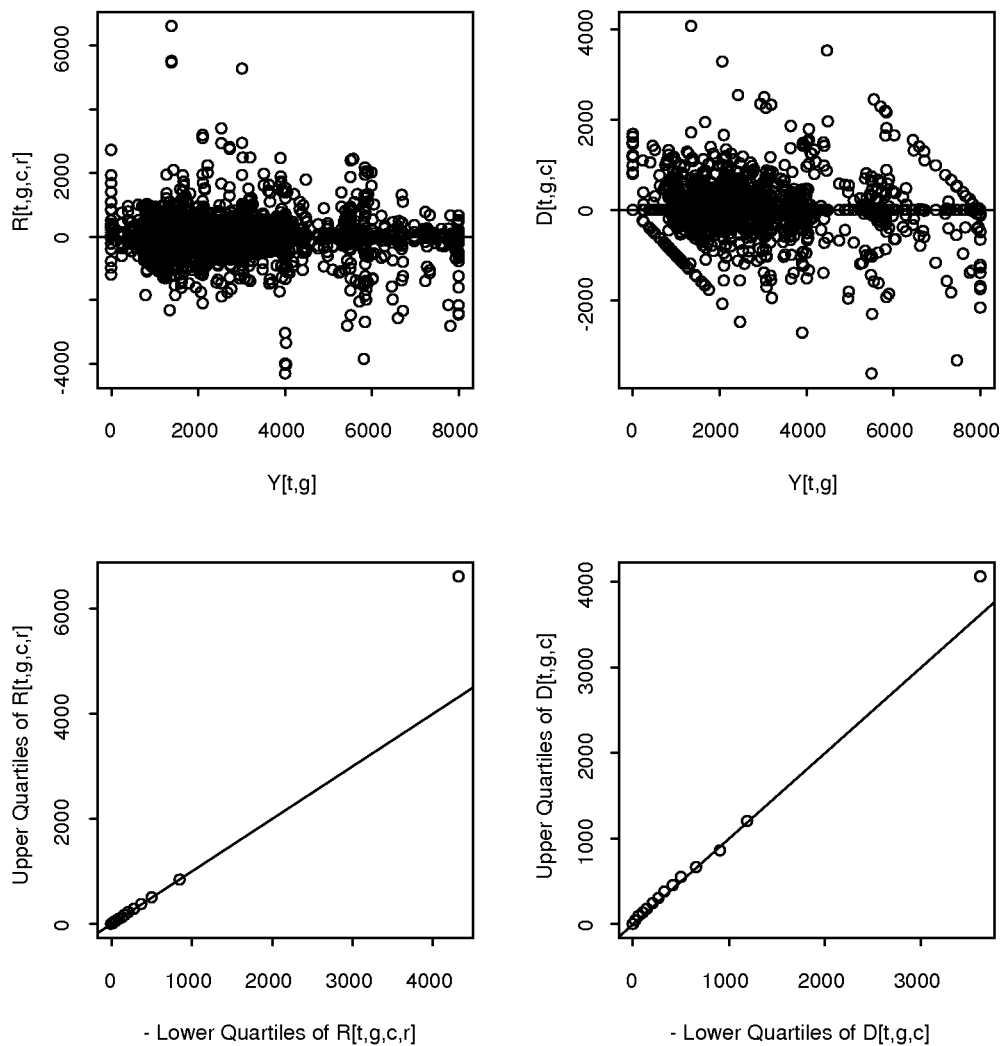 R[t,g,c,r]
6000
2000
0
-4000
0 2000 4000 6000 8000
Y[t,g]
D[t,g,c]
4000
2000
0
-2000
0 2000 4000 6000 8000
Y[t,g]
Upper Quartiles of R[t,g,c,r]
6000
4000
2000
0
0 1000 2000 3000 4000
- Lower Quartiles of R[t,g,c,r]
Upper Quartiles of D[t,g,c]
4000
3000
2000
1000
0
0 1000 2000 3000
- Lower Quartiles of D[t,g,c]